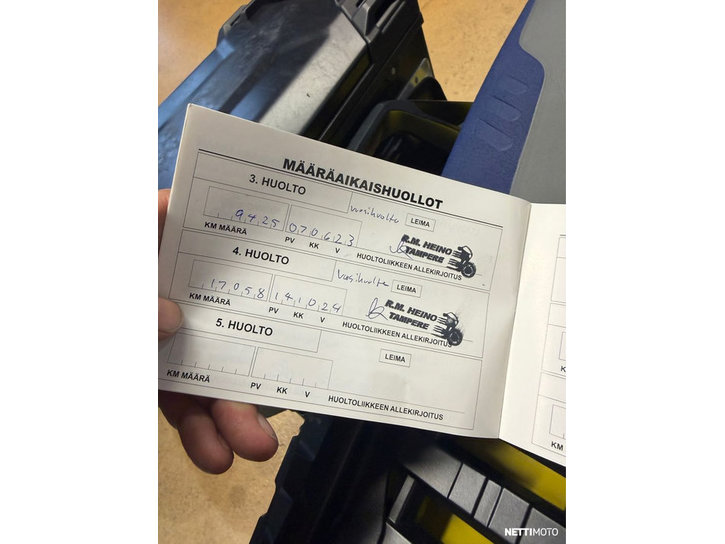 MÄÄRÄAIKAISHUOLLOT
3. HUOLTO
vuosihuolto
LEIMA
9425 070623
R.M. HEINO
TAMPERE
KM MÄÄRÄ PV KK V HUOLTOLIIKKEEN ALLEKIRJOITUS
4. HUOLTO
Vuosihuolto
LEIMA
17058 141024
R.M. HEINO
TAMPERE
KM MÄÄRÄ PV KK V HUOLTOLIIKKEEN ALLEKIRJOITUS
5. HUOLTO
LEIMA
KM MÄÄRÄ PV KK V HUOLTOLIIKKEEN ALLEKIRJOITUS
KM M
NETTIMOTO